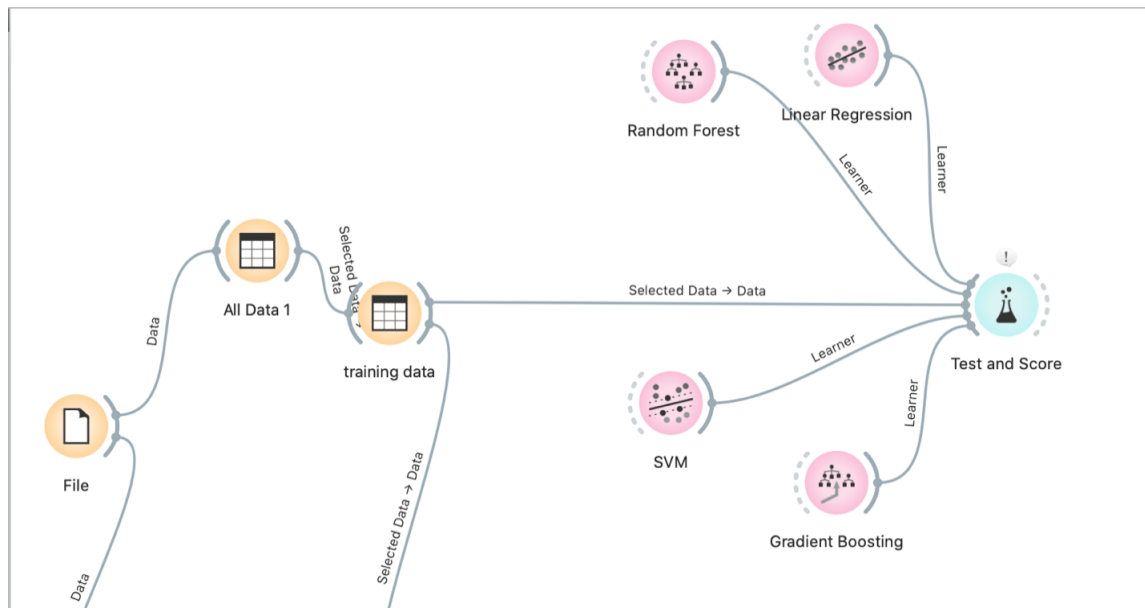 Random Forest
Linear Regression
Learner
Learner
Selected Data →
Data
All Data 1
Data
training data
Selected Data → Data
!
Test and Score
Learner
SVM
Learner
File
Gradient Boosting
Selected Data → Data
Data